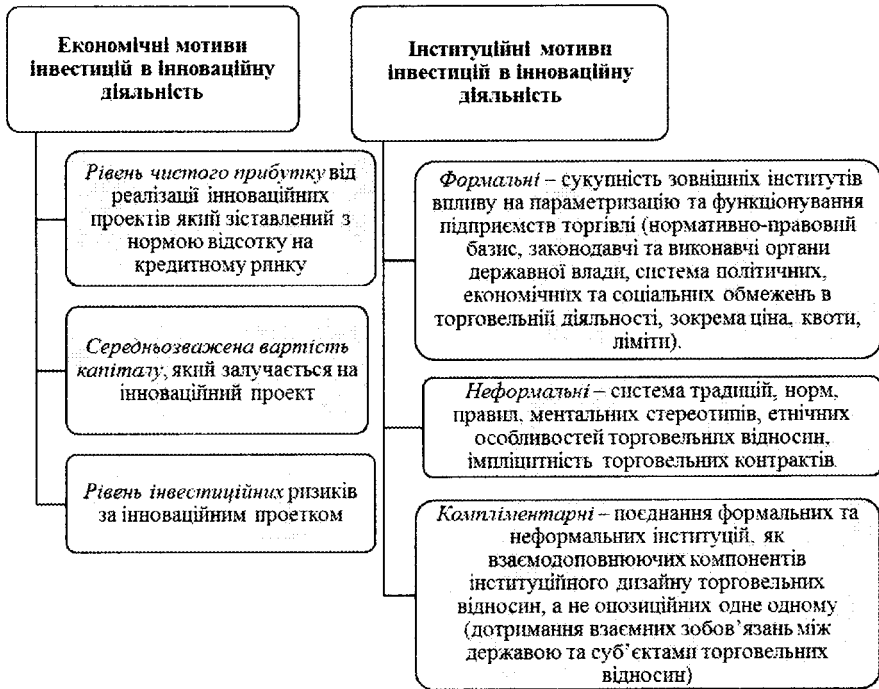 Економічні мотиви
інвестицій в інноваційну
діяльність
Рівень чистого прибутку від
реалізації інноваційних
проектів який зіставлений з
нормою відсотку на
кредитному ринку
Середньозважена вартість
капіталу, який залучається на
інноваційний проект
Рівень інвестиційних ризиків
за інноваційним проетком
Інституційні мотиви
інвестицій в інноваційну
діяльність
Формальні – сукупність зовнішніх інститутів
впливу на параметризацію та функціонування
підприємств торгівлі (нормативно-правовий
базис, законодавчі та виконавчі органи
державної влади, система політичних,
економічних та соціальних обмежень в
торговельній діяльності, зокрема ціна, квоти,
ліміти).
Неформальні – система традицій, норм,
правил, ментальних стереотипів, етнічних
особливостей торговельних відносин,
імпліцитність торговельних контрактів.
Компліментарні – поєднання формальних та
неформальних інституцій, як
взаємодоповнюючих компонентів
інституційного дизайну торговельних
відносин, а не опозиційних одне одному
(дотримання взаємних зобов’язань між
державою та суб’єктами торговельних
відносин)